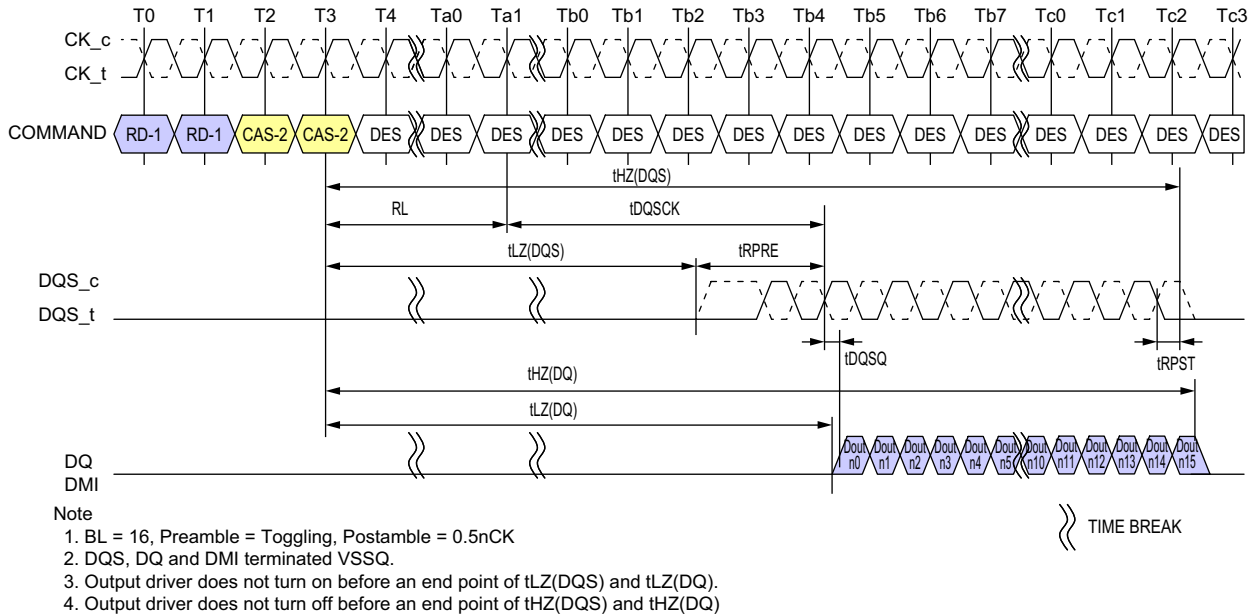 T0 T1 T2 T3 T4 Ta0 Ta1 Tb0 Tb1 Tb2 Tb3 Tb4 Tb5 Tb6 Tb7 Tc0 Tc1 Tc2 Tc3
CK_c
CK_t
COMMAND RD-1 RD-1 CAS-2 CAS-2 DES DES DES DES DES DES DES DES DES DES DES DES DES DES DES
tHZ(DQS)
RL tDQSCK
tLZ(DQS) tRPRE
DQS_c
DQS_t
tDQSQ tRPST
tHZ(DQ)
tLZ(DQ)
Dout Dout Dout Dout Dout Dout Dout Dout Dout Dout Dout Dout
n0 n1 n2 n3 n4 n5 n10 n11 n12 n13 n14 n15
DQ
DMI
Note
1. BL = 16, Preamble = Toggling, Postamble = 0.5nCK
2. DQS, DQ and DMI terminated VSSQ.
3. Output driver does not turn on before an end point of tLZ(DQS) and tLZ(DQ).
4. Output driver does not turn off before an end point of tHZ(DQS) and tHZ(DQ)
TIME BREAK